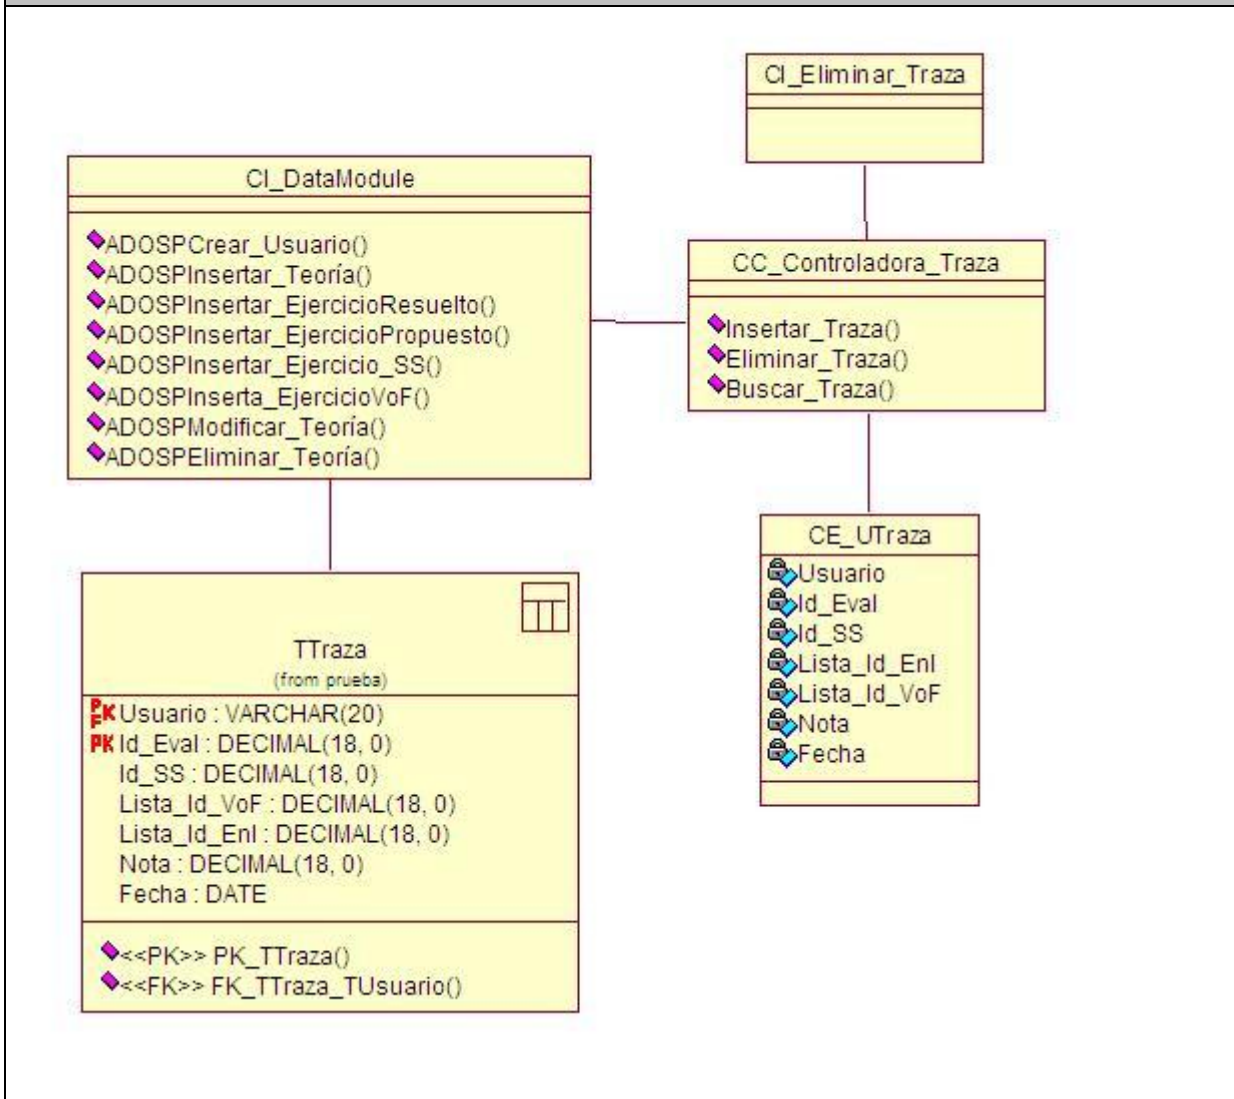 CI_Eliminar_Traza
CI_DataModule
ADOSPCrear_Usuario()
ADOSPInsertar_Teoría()
ADOSPInsertar_EjercicioResuelto()
ADOSPInsertar_EjercicioPropuesto()
ADOSPInsertar_Ejercicio_SS()
ADOSPInserta_EjercicioVoF()
ADOSPModificar_Teoría()
ADOSPEliminar_Teoría()
CC_Controladora_Traza
Insertar_Traza()
Eliminar_Traza()
Buscar_Traza()
CE_UTraza
Usuario
Id_Eval
Id_SS
Lista_Id_Enl
Lista_Id_VoF
Nota
Fecha
TTraza
(from prueba)
PFK Usuario : VARCHAR(20)
PK Id_Eval : DECIMAL(18, 0)
Id_SS : DECIMAL(18, 0)
Lista_Id_VoF : DECIMAL(18, 0)
Lista_Id_Enl : DECIMAL(18, 0)
Nota : DECIMAL(18, 0)
Fecha : DATE
<<PK>> PK_TTraza()
<<FK>> FK_TTraza_TUsuario()